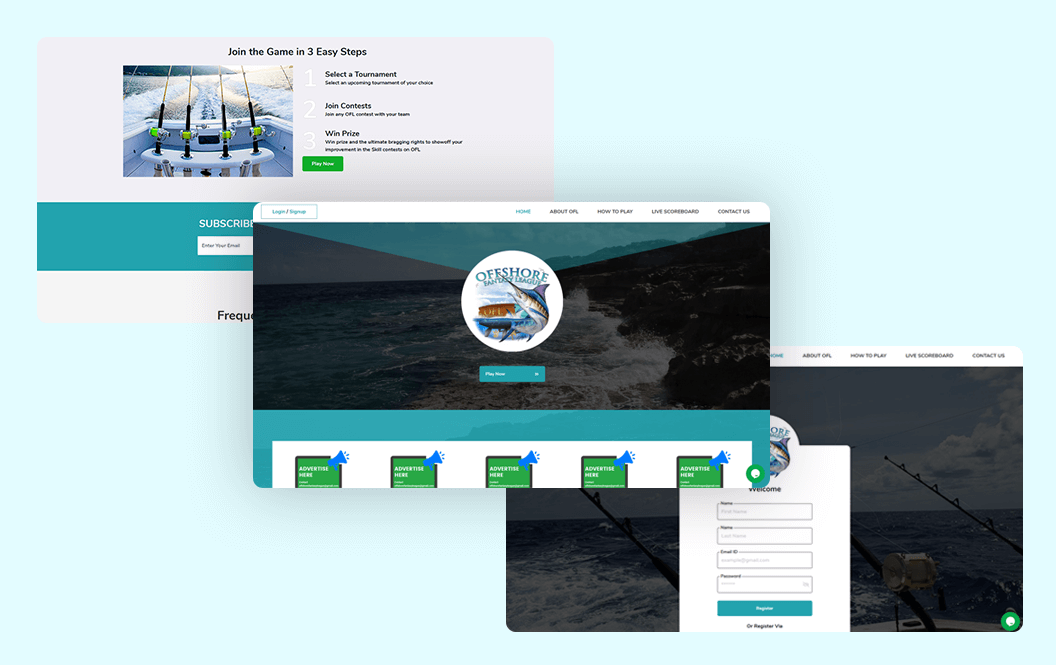 Join the Game in 3 Easy Steps
1
Select a Tournament
Select an upcoming tournament of your choice
2
Join Contests
Join any OFL contest with your team
3
Win Prize
Win prize and the ultimate bragging rights to showoff your
improvement in the Skill contests on OFL
Play Now
SUBSCRIBE
Enter Your Email
Freque
Login / Signup
HOME
ABOUT OFL
HOW TO PLAY
LIVE SCOREBOARD
CONTACT US
OFFSHORE
FANTASY LEAGUE
OFL
Play Now »
ADVERTISE
HERE
ADVERTISE
HERE
ADVERTISE
HERE
ADVERTISE
HERE
ADVERTISE
HERE
OME
ABOUT OFL
HOW TO PLAY
LIVE SCOREBOARD
CONTACT US
Welcome
Name
First Name
Name
Last Name
Email ID
example@gmail.com
Password
Register
Or Register Via